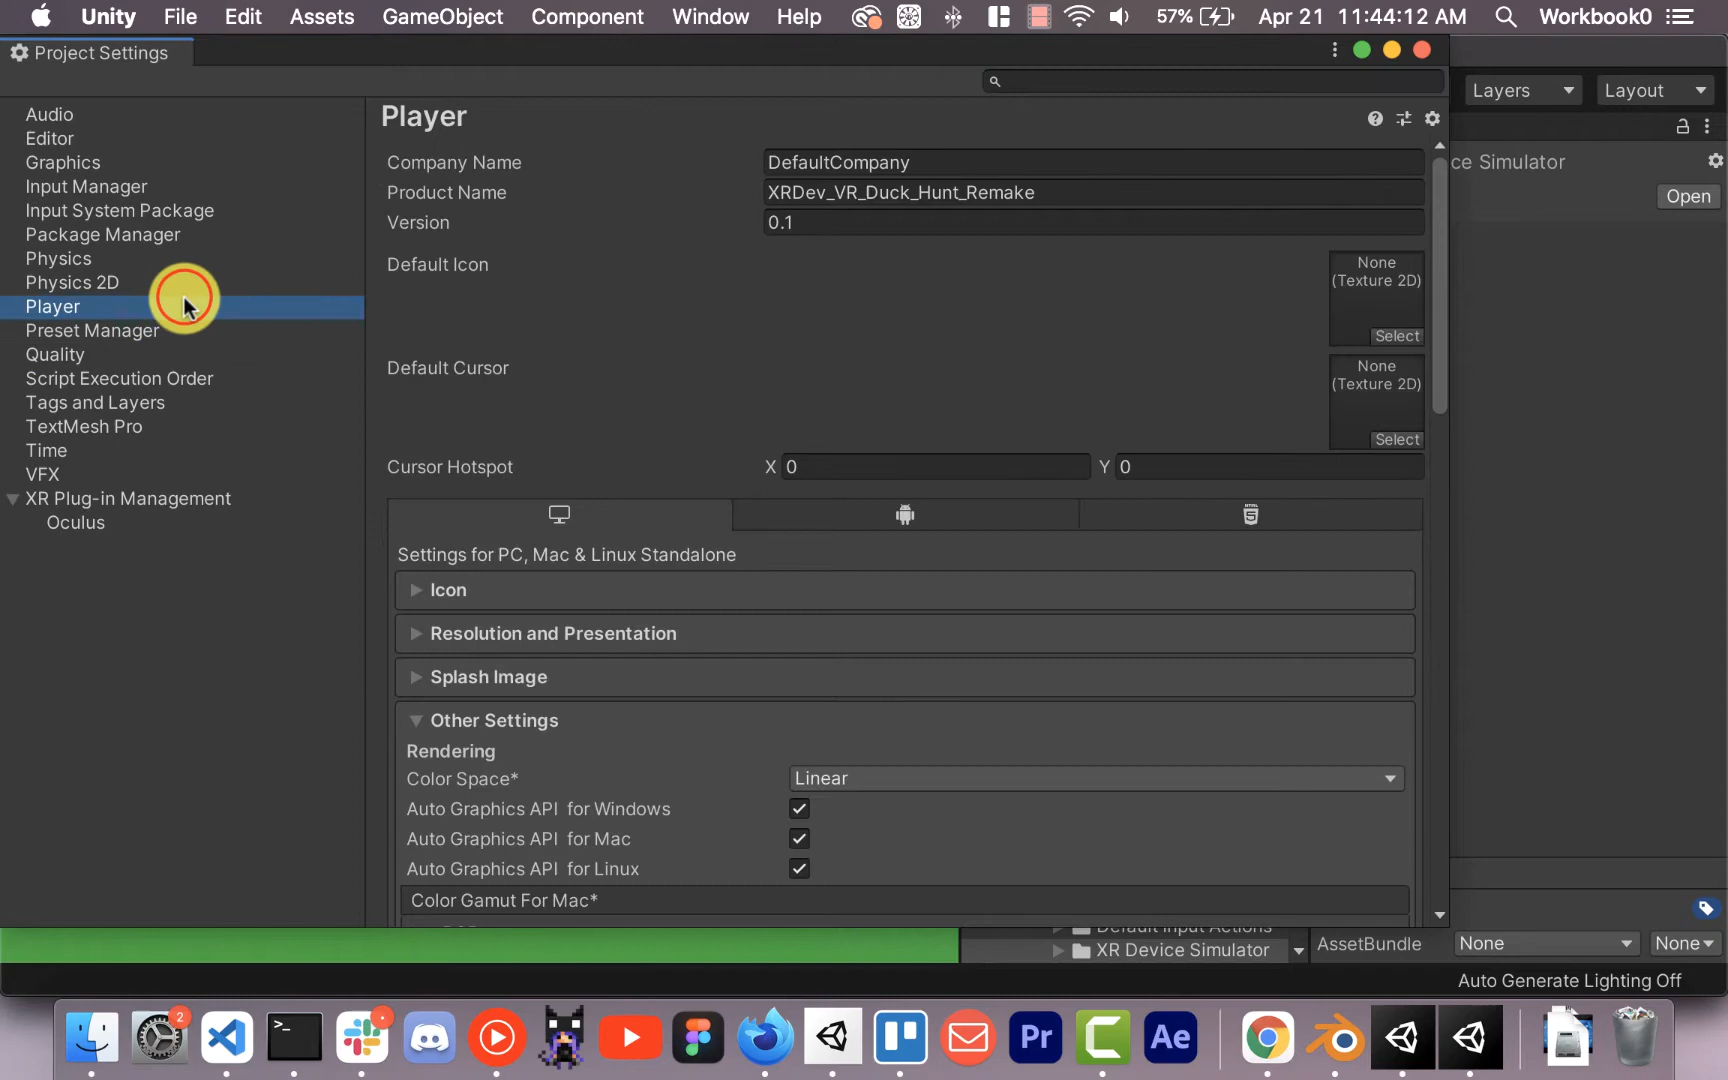 Unity File Edit Assets GameObject Component Window Help 57% Apr 21 11:44:12 AM Workbook0
Project Settings
Layers Layout
Audio
Editor
Graphics
Input Manager
Input System Package
Package Manager
Physics
Physics 2D
Player
Preset Manager
Quality
Script Execution Order
Tags and Layers
TextMesh Pro
Time
VFX
XR Plug-in Management
Oculus
Player
Company Name DefaultCompany
Product Name XRDev_VR_Duck_Hunt_Remake
Version 0.1
Default Icon
None
(Texture 2D)
Select
Default Cursor
None
(Texture 2D)
Select
Cursor Hotspot X 0 Y 0
Settings for PC, Mac & Linux Standalone
Icon
Resolution and Presentation
Splash Image
Other Settings
Rendering
Color Space* Linear
Auto Graphics API for Windows
Auto Graphics API for Mac
Auto Graphics API for Linux
Color Gamut For Mac*
ce Simulator
Open
Default Input Actions
XR Device Simulator
AssetBundle None None
Auto Generate Lighting Off
2
Pr
Ae